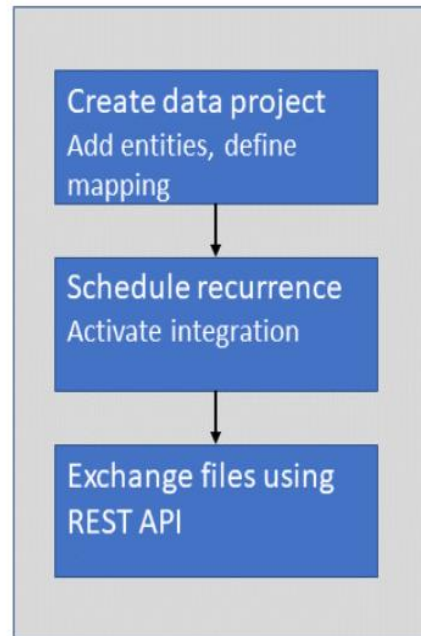 Create data project
Add entities, define
mapping
Schedule recurrence
Activate integration
Exchange files using
REST API